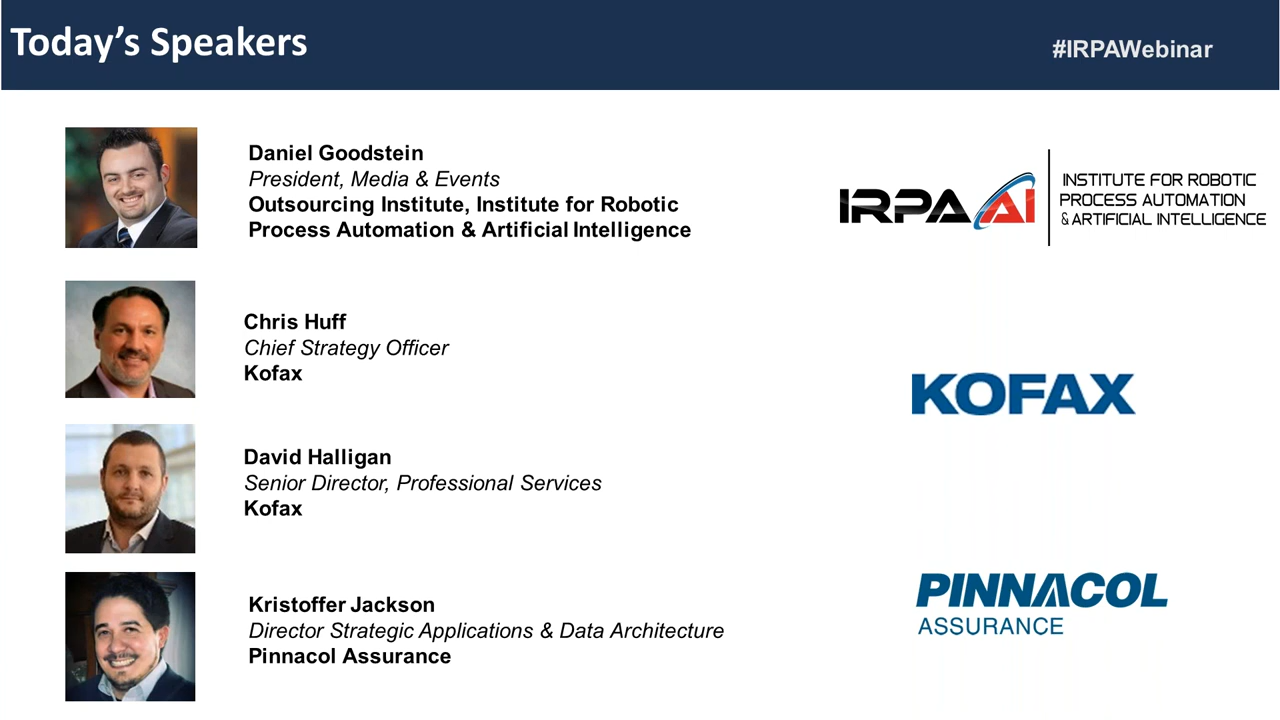 Today’s Speakers
#IRPAWebinar
Daniel Goodstein
President, Media & Events
Outsourcing Institute, Institute for Robotic
Process Automation & Artificial Intelligence
IRPA AI
INSTITUTE FOR ROBOTIC
PROCESS AUTOMATION
& ARTIFICIAL INTELLIGENCE
Chris Huff
Chief Strategy Officer
Kofax
KOFAX
David Halligan
Senior Director, Professional Services
Kofax
Kristoffer Jackson
Director Strategic Applications & Data Architecture
Pinnacol Assurance
PINNACOL
ASSURANCE